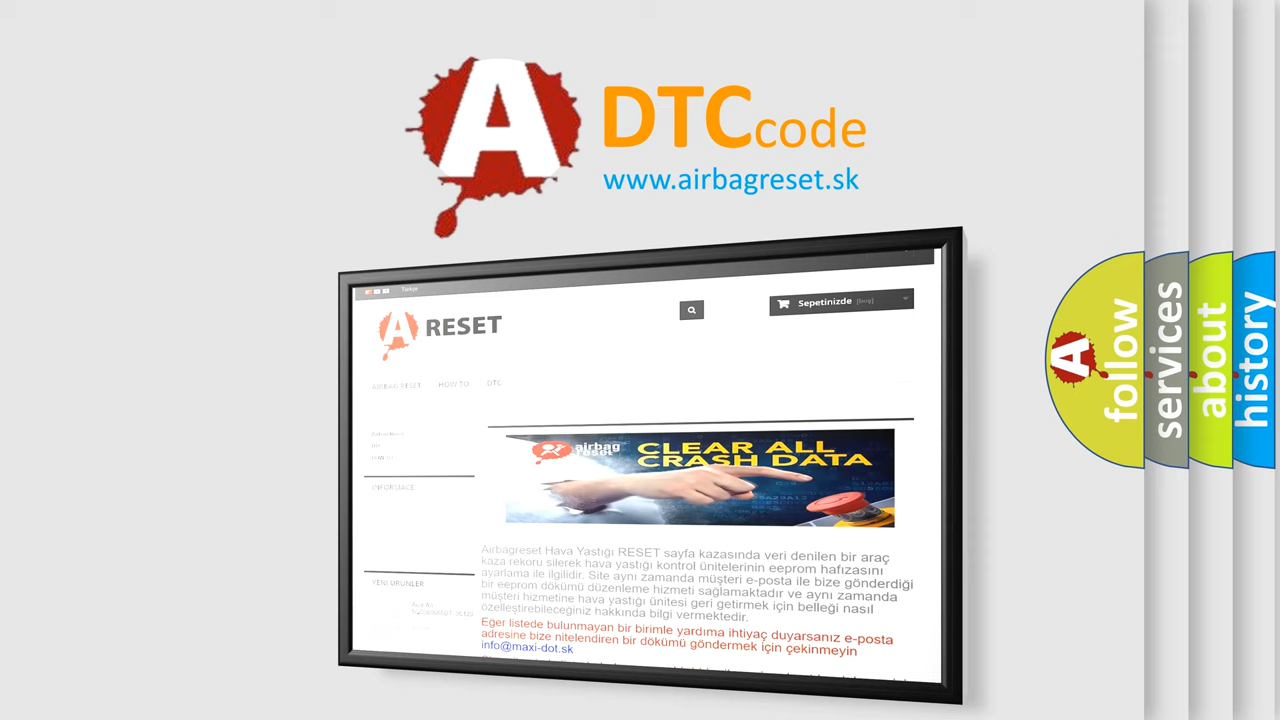 A DTCcode
www.airbagreset.sk
Türkçe
A RESET
Sepetinizde
AIRBAG RESET HOW TO DTC
INFORMACE
airbag
reset
CLEAR ALL
CRASH DATA
Airbagreset Hava Yastığı RESET sayfa kazasında veri denilen bir araç
kaza rekoru silerek hava yastığı kontrol ünitelerinin eeprom hafızasını
ayarlama ile ilgilidir. Site aynı zamanda müşteri e-posta ile bize gönderdiği
bir eeprom dökümü düzenleme hizmeti sağlamaktadır ve aynı zamanda
müşteri hizmetine hava yastığı ünitesi geri getirmek için belleği nasıl
özelleştirebileceginiz hakkında bilgi vermektedir.
Eger listede bulunmayan bir birimle yardıma ihtiyaç duyarsanız e-posta
adresine bize nitelendiren bir dökümü göndermek için çekinmeyin
info@maxi-dot.sk
YENİ ÜRÜNLER
A follow
services
about
history